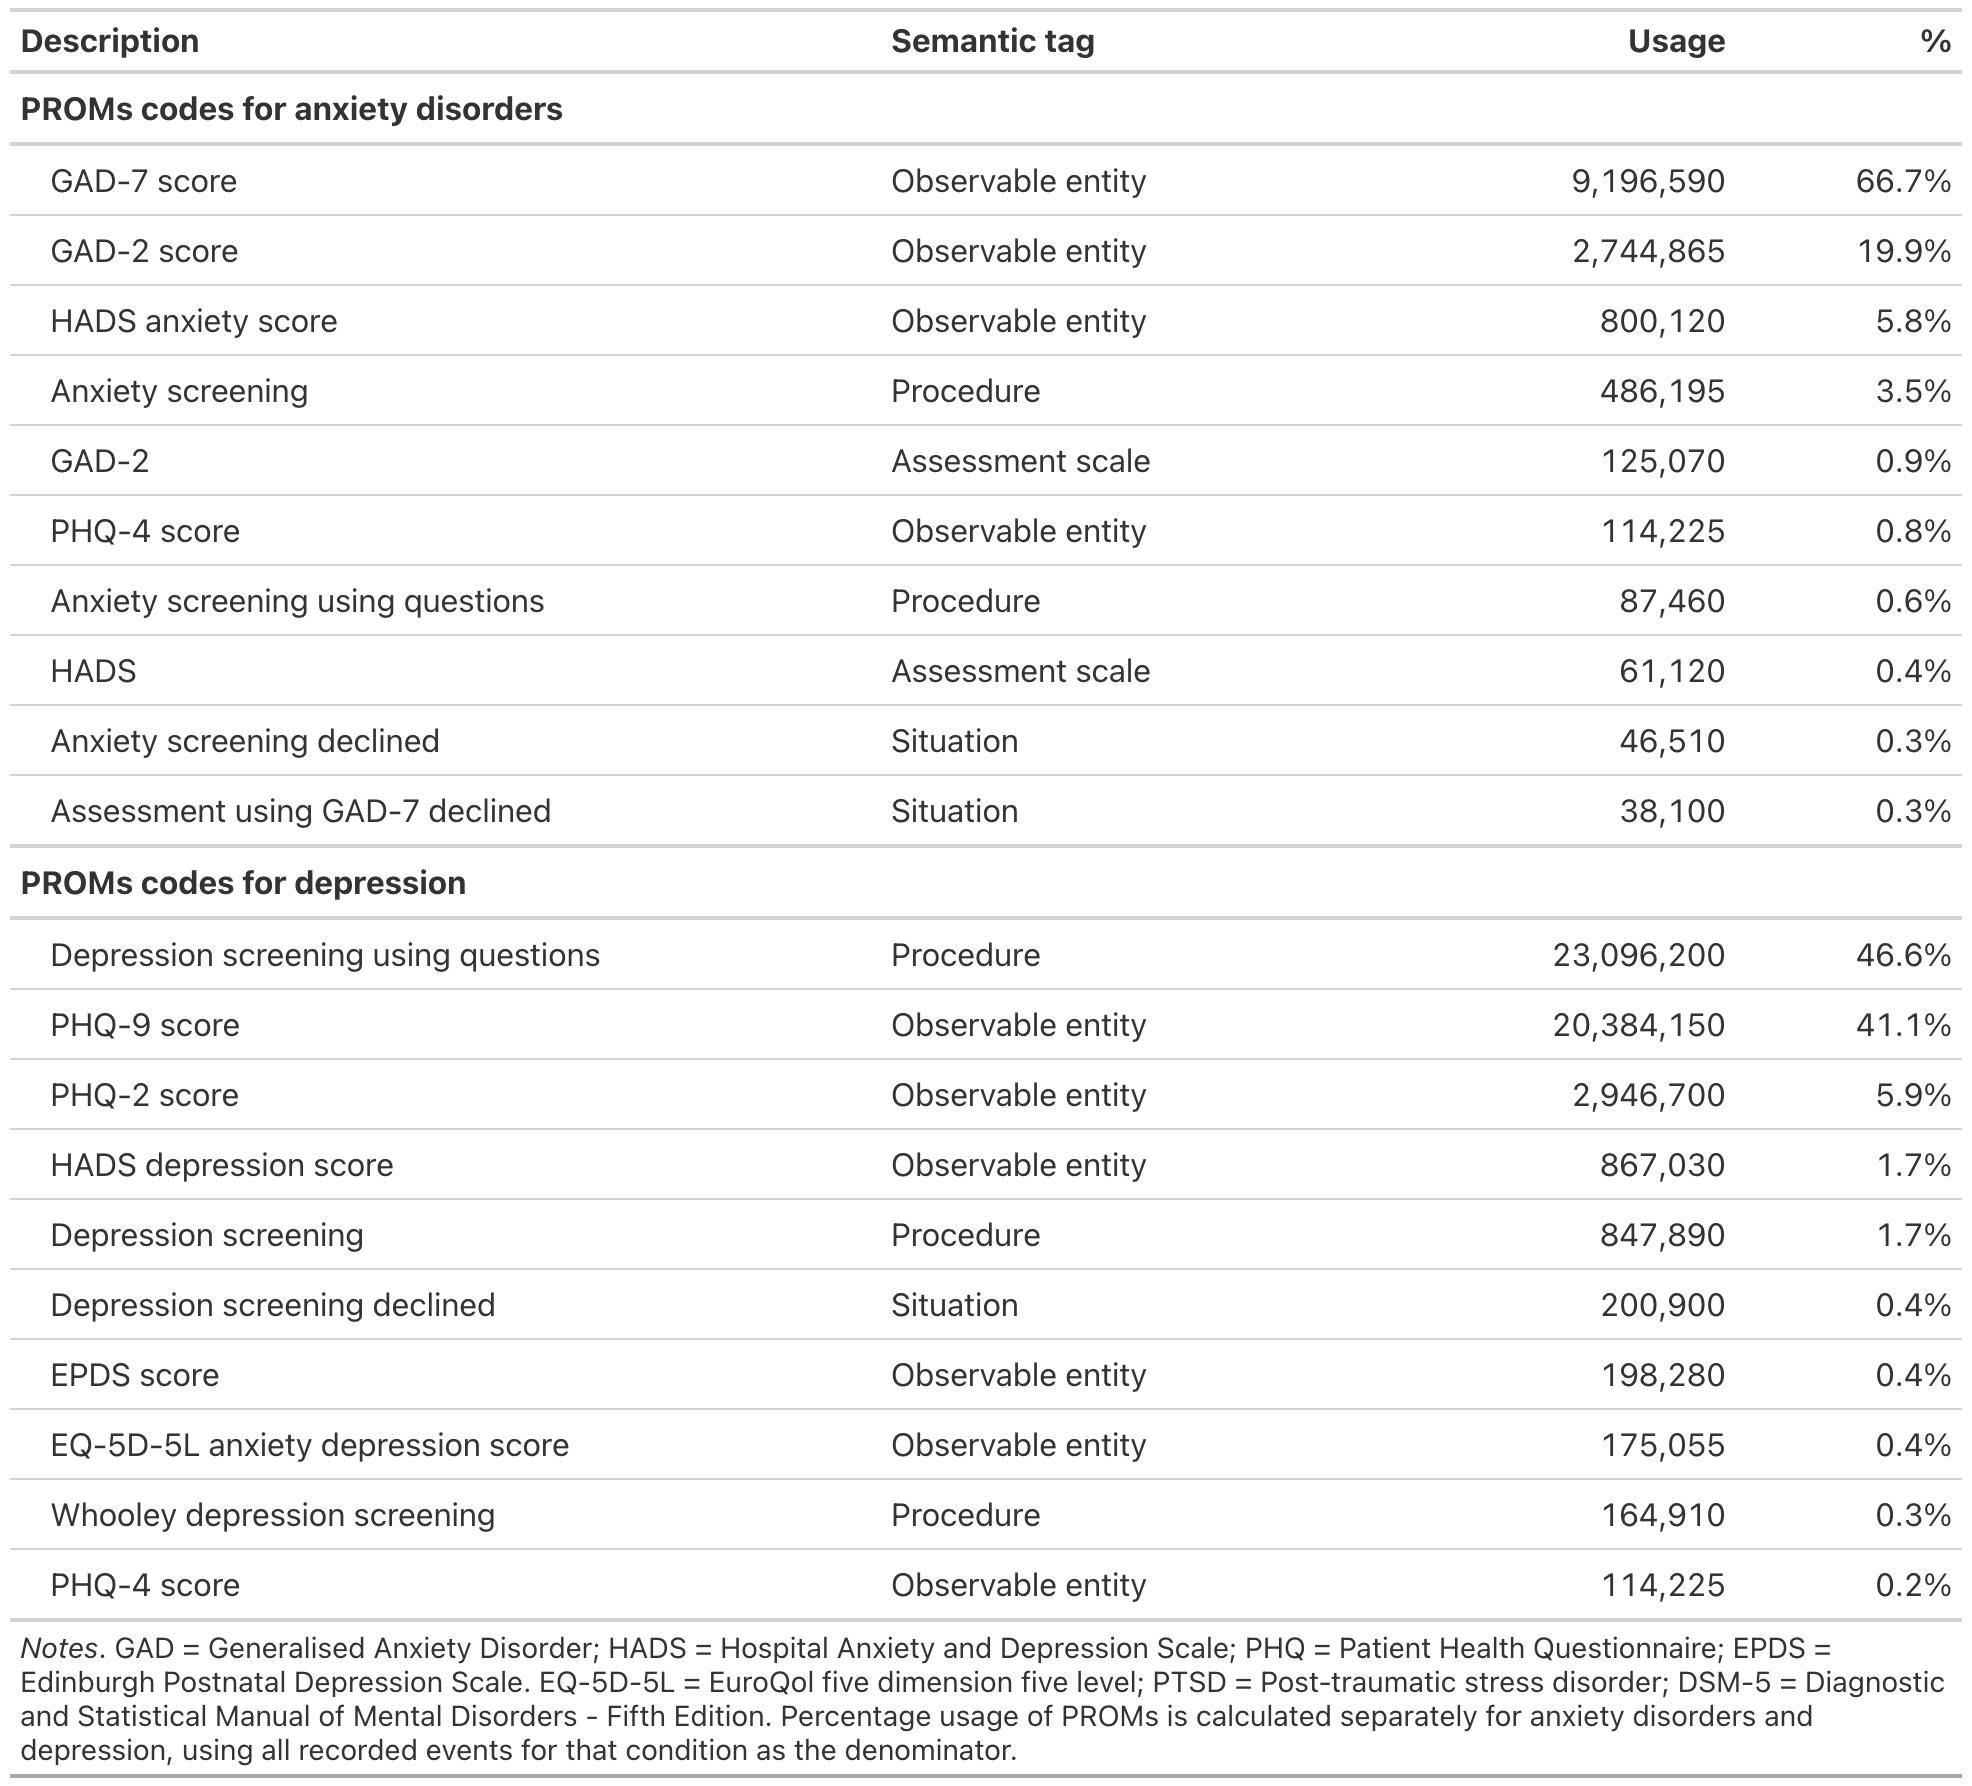 Description Semantic tag Usage %
PROMs codes for anxiety disorders
GAD-7 score Observable entity 9,196,590 66.7%
GAD-2 score Observable entity 2,744,865 19.9%
HADS anxiety score Observable entity 800,120 5.8%
Anxiety screening Procedure 486,195 3.5%
GAD-2 Assessment scale 125,070 0.9%
PHQ-4 score Observable entity 114,225 0.8%
Anxiety screening using questions Procedure 87,460 0.6%
HADS Assessment scale 61,120 0.4%
Anxiety screening declined Situation 46,510 0.3%
Assessment using GAD-7 declined Situation 38,100 0.3%
PROMs codes for depression
Depression screening using questions Procedure 23,096,200 46.6%
PHQ-9 score Observable entity 20,384,150 41.1%
PHQ-2 score Observable entity 2,946,700 5.9%
HADS depression score Observable entity 867,030 1.7%
Depression screening Procedure 847,890 1.7%
Depression screening declined Situation 200,900 0.4%
EPDS score Observable entity 198,280 0.4%
EQ-5D-5L anxiety depression score Observable entity 175,055 0.4%
Whooley depression screening Procedure 164,910 0.3%
PHQ-4 score Observable entity 114,225 0.2%
Notes. GAD = Generalised Anxiety Disorder; HADS = Hospital Anxiety and Depression Scale; PHQ = Patient Health Questionnaire; EPDS =
Edinburgh Postnatal Depression Scale. EQ-5D-5L = EuroQol five dimension five level; PTSD = Post-traumatic stress disorder; DSM-5 = Diagnostic
and Statistical Manual of Mental Disorders - Fifth Edition. Percentage usage of PROMs is calculated separately for anxiety disorders and
depression, using all recorded events for that condition as the denominator.